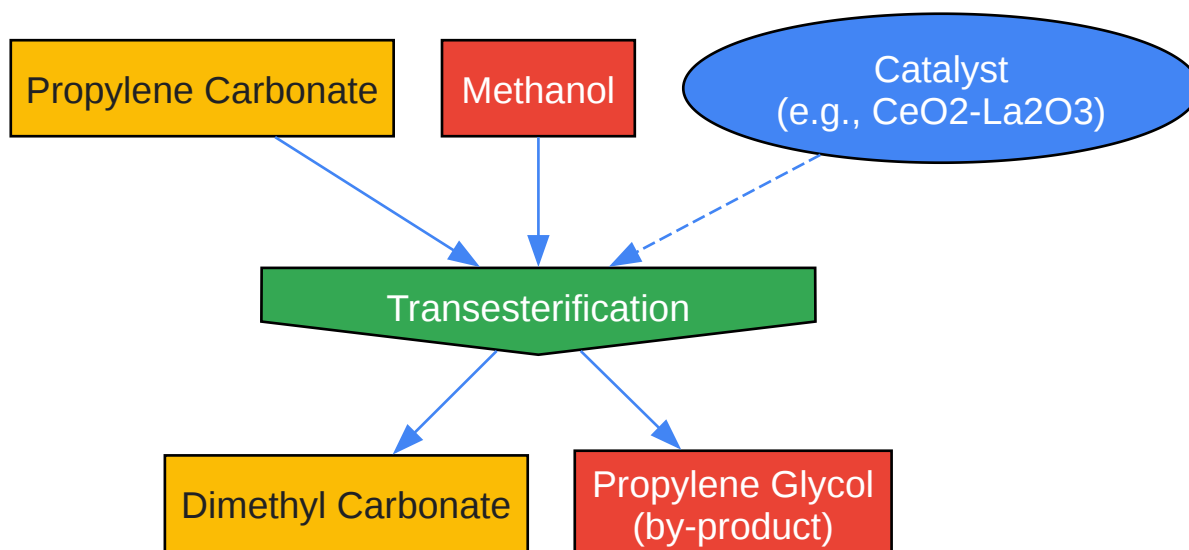 Propylene Carbonate
Methanol
Catalyst
(e.g., CeO2-La2O3)
Transesterification
Dimethyl Carbonate
Propylene Glycol
(by-product)